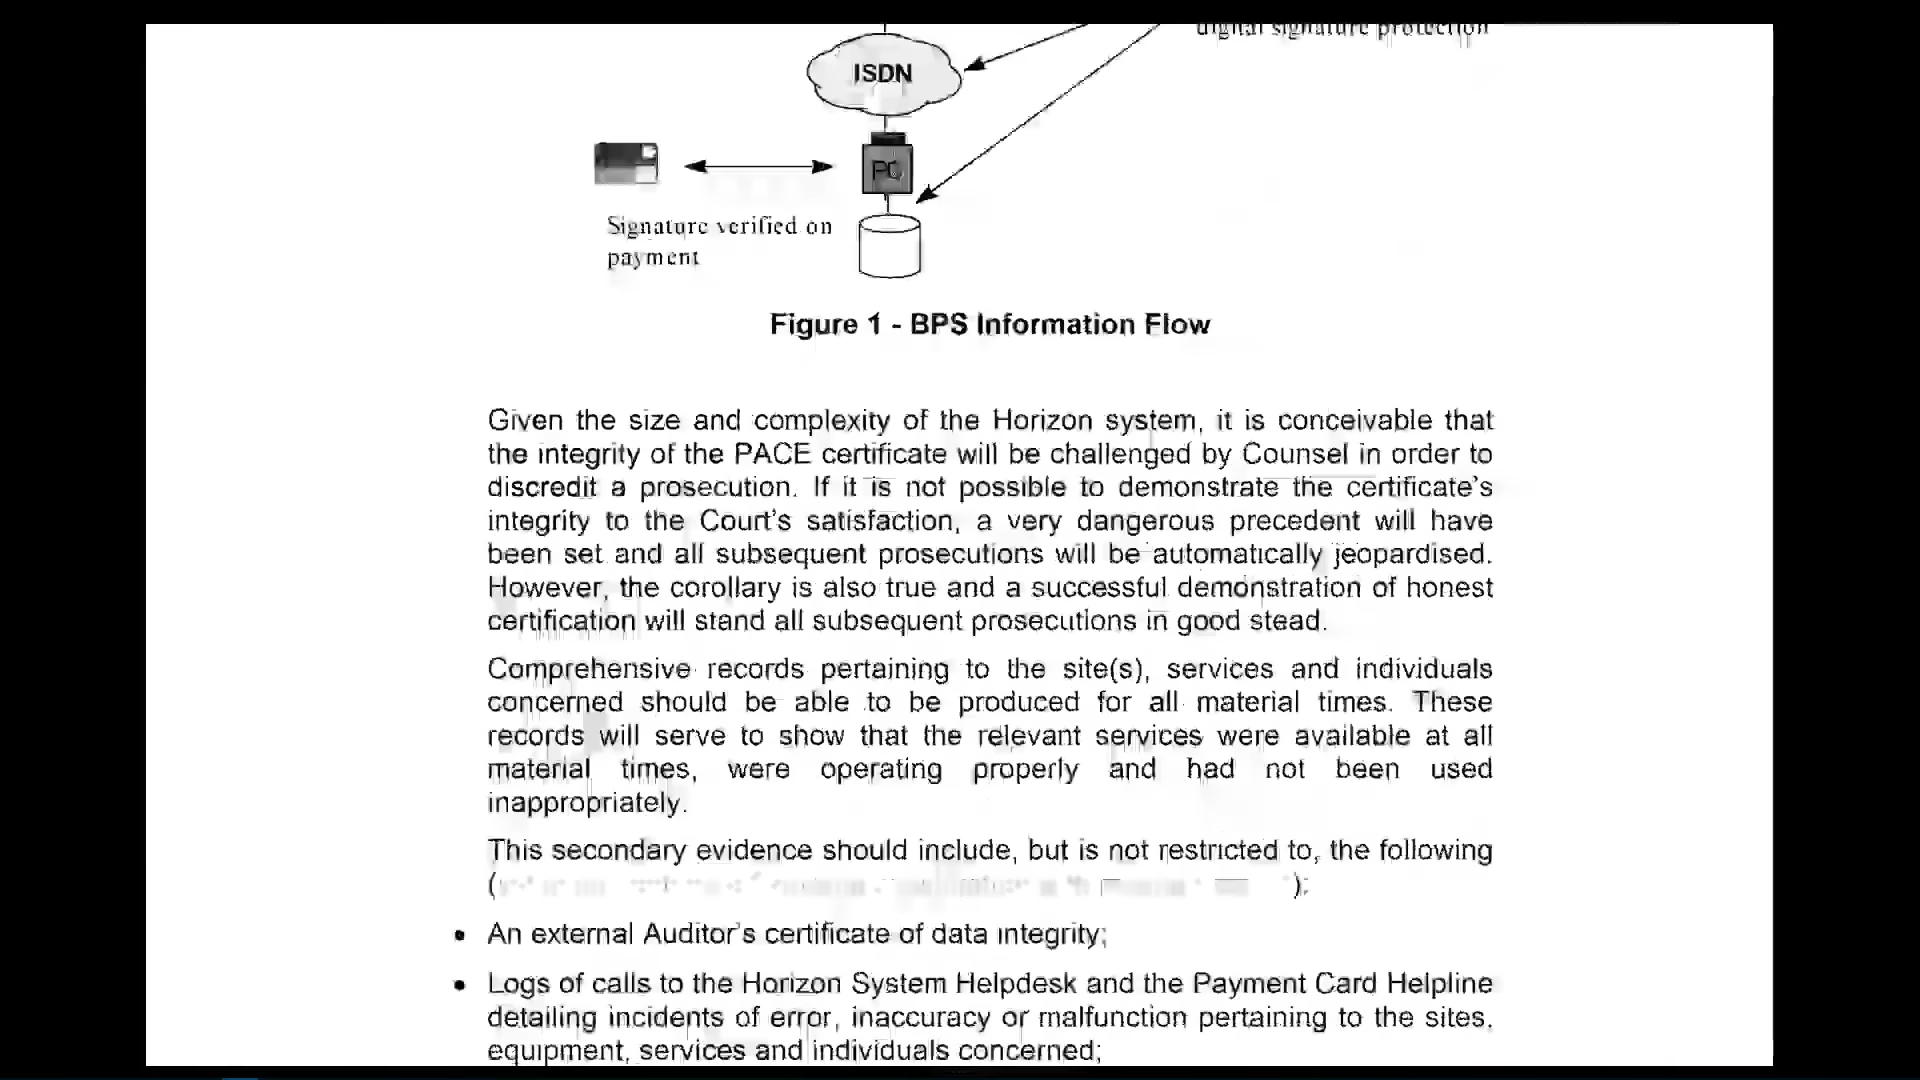 digital signature protection
ISDN
PC
Signature verified on
payment
Figure 1 - BPS Information Flow
Given the size and complexity of the Horizon system, it is conceivable that
the integrity of the PACE certificate will be challenged by Counsel in order to
discredit a prosecution. If it is not possible to demonstrate the certificate's
integrity to the Court's satisfaction, a very dangerous precedent will have
been set and all subsequent prosecutions will be automatically jeopardised.
However, the corollary is also true and a successful demonstration of honest
certification will stand all subsequent prosecutions in good stead.
Comprehensive records pertaining to the site(s), services and individuals
concerned should be able to be produced for all material times. These
records will serve to show that the relevant services were available at all
material times, were operating properly and had not been used
inappropriately.
This secondary evidence should include, but is not restricted to, the following
( );
• An external Auditor's certificate of data integrity;
• Logs of calls to the Horizon System Helpdesk and the Payment Card Helpline
detailing incidents of error, inaccuracy or malfunction pertaining to the sites,
equipment, services and individuals concerned;